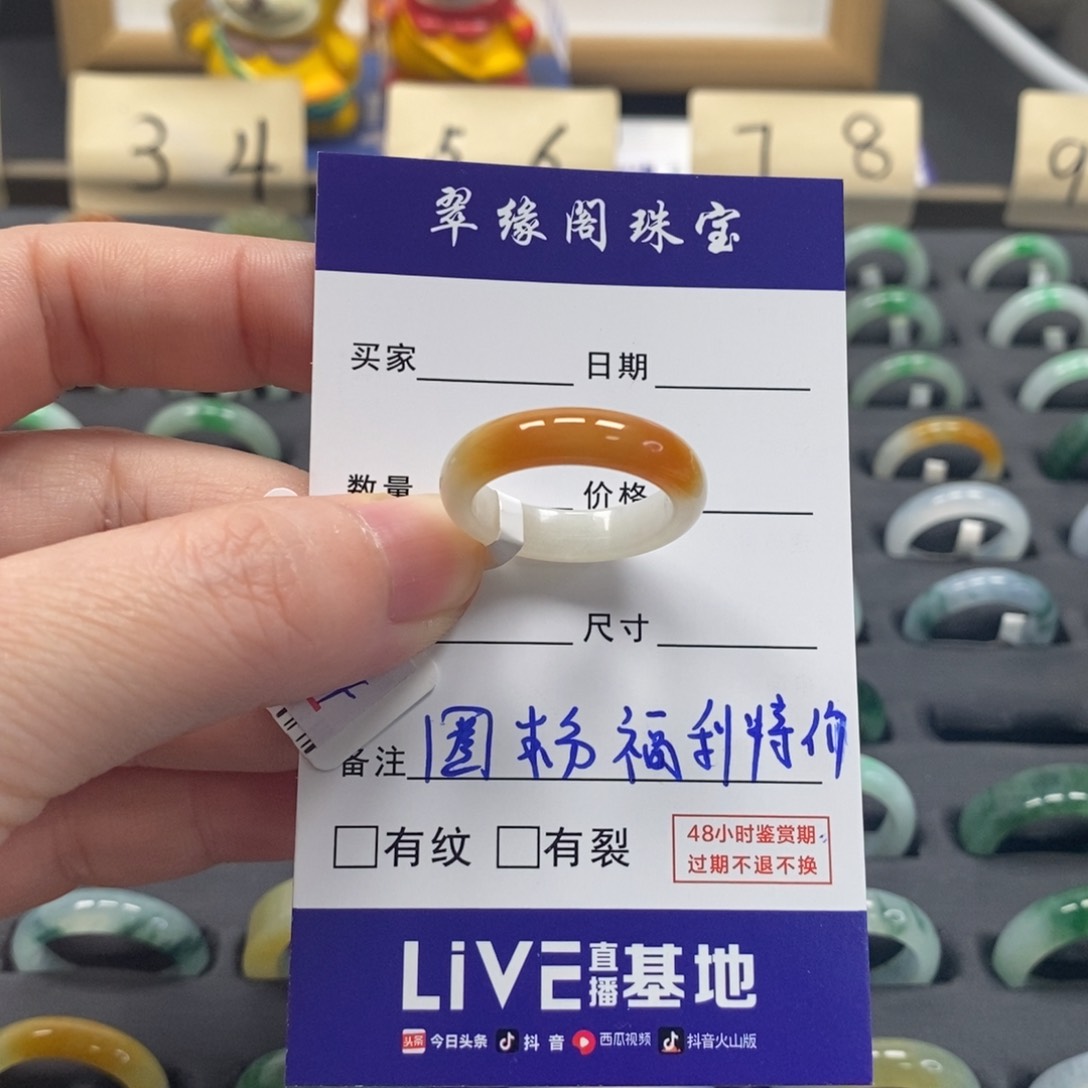 3 4
5 6
7 8
9
翠缘阁珠宝
买家 日期
数量 价格
尺寸
备注 圈粉福利特价
有纹 有裂
48小时鉴赏期
过期不退不换
LiVE直播基地
头条 今日头条 抖音 西瓜视频 抖音火山版